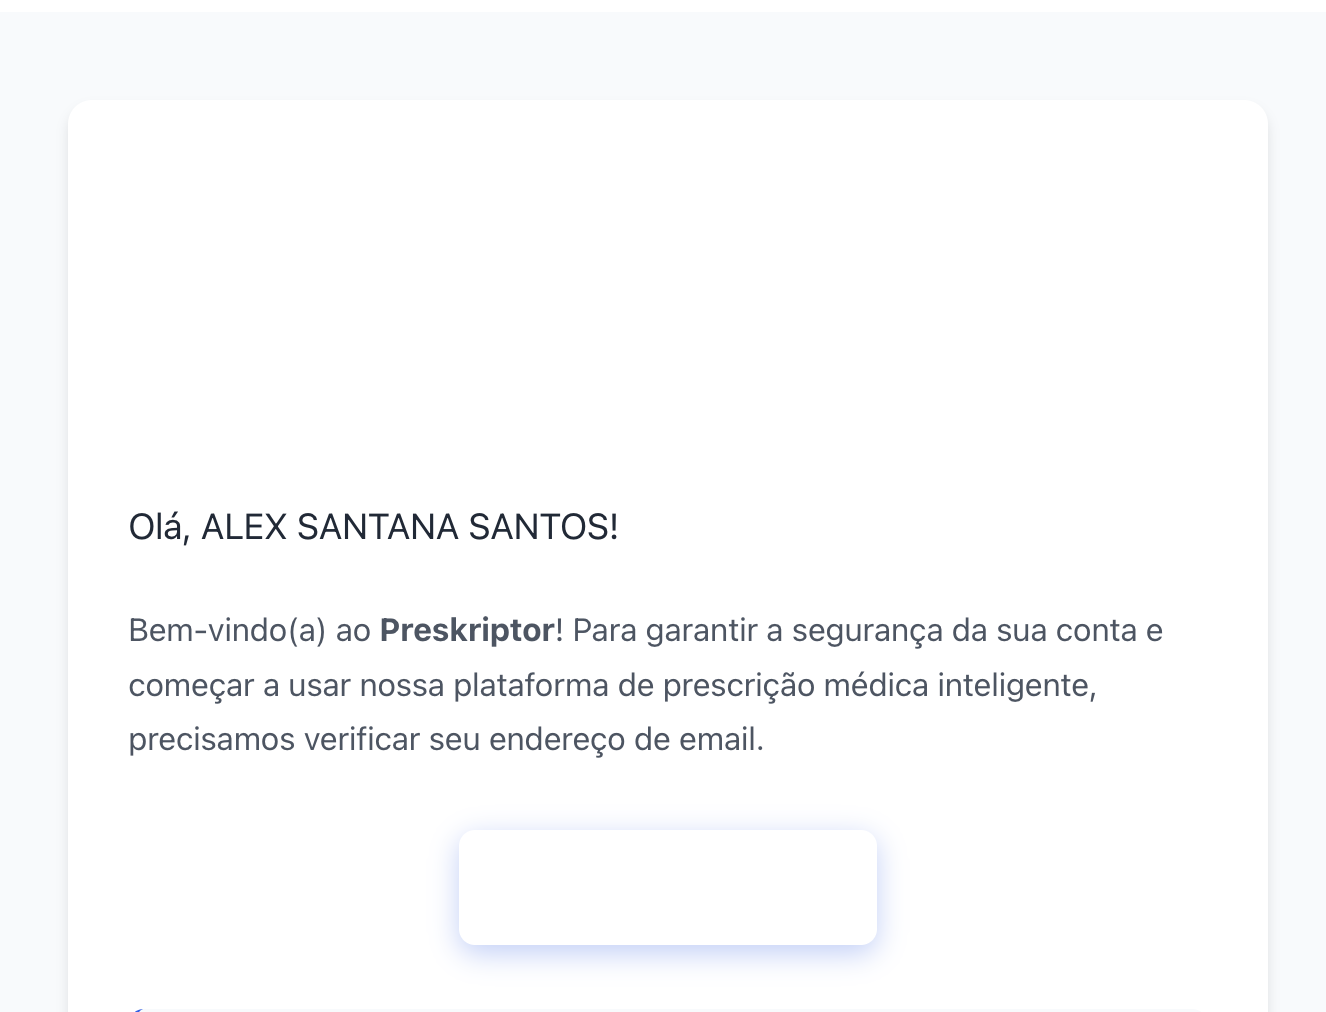 Olá, ALEX SANTANA SANTOS!
Bem-vindo(a) ao Preskriptor! Para garantir a segurança da sua conta e
começar a usar nossa plataforma de prescrição médica inteligente,
precisamos verificar seu endereço de email.